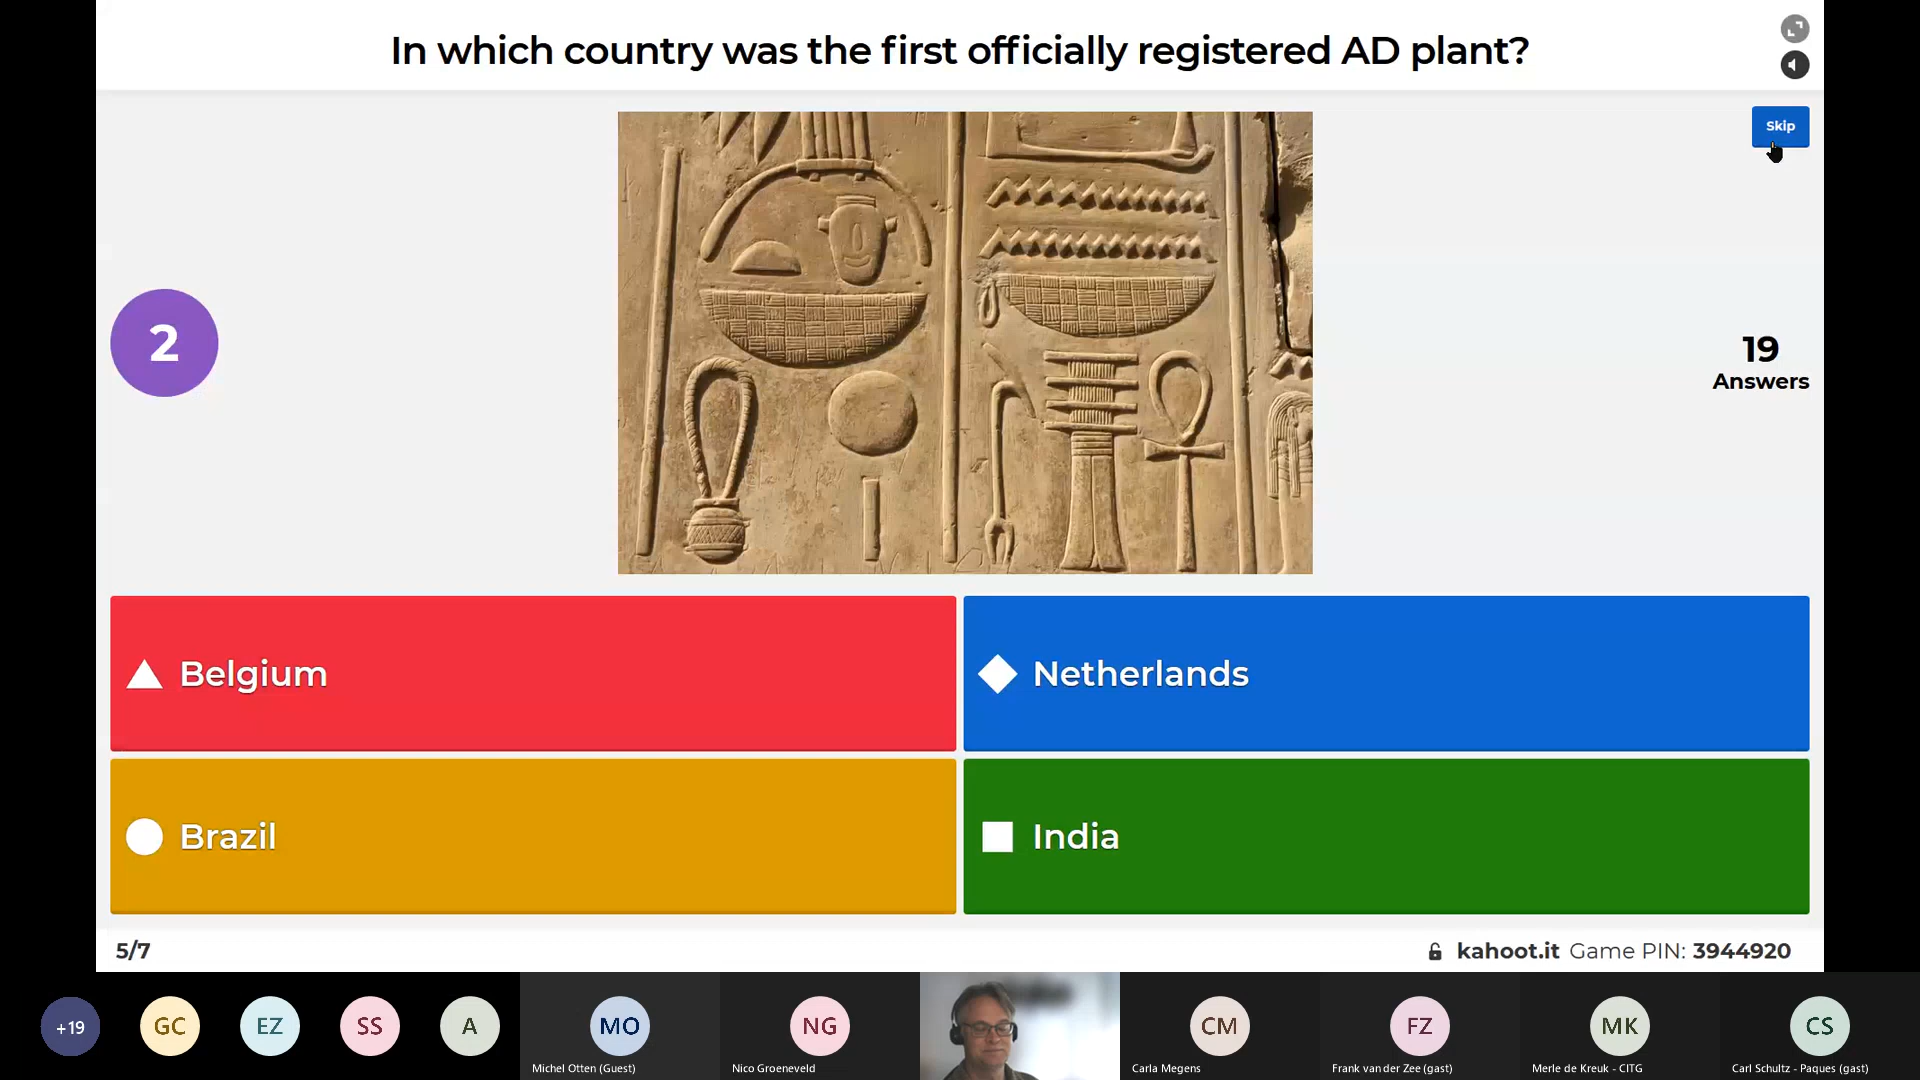 In which country was the first officially registered AD plant?
Skip
2
19
Answers
Belgium
Netherlands
Brazil
India
5/7
kahoot.it Game PIN: 3944920
+19
GC
EZ
SS
A
MO
NG
CM
FZ
MK
CS
Michel Otten (Guest)
Nico Groeneveld
Carla Megens
Frank van der Zee (gast)
Merle de Kreuk - CITG
Carl Schultz - Paques (gast)